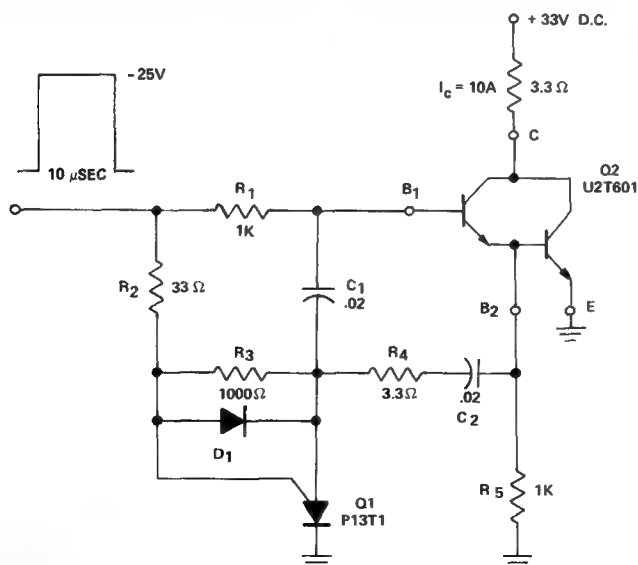 + 33V D.C.
I c = 10A
3.3 Ω
C
-25V
10 µSEC
Q2
U2T601
R1
1K
B1
R2
33 Ω
C1
.02
B2
E
R3
1000Ω
R4
3.3Ω
.02
C2
D1
Q1
P13T1
R5
1K